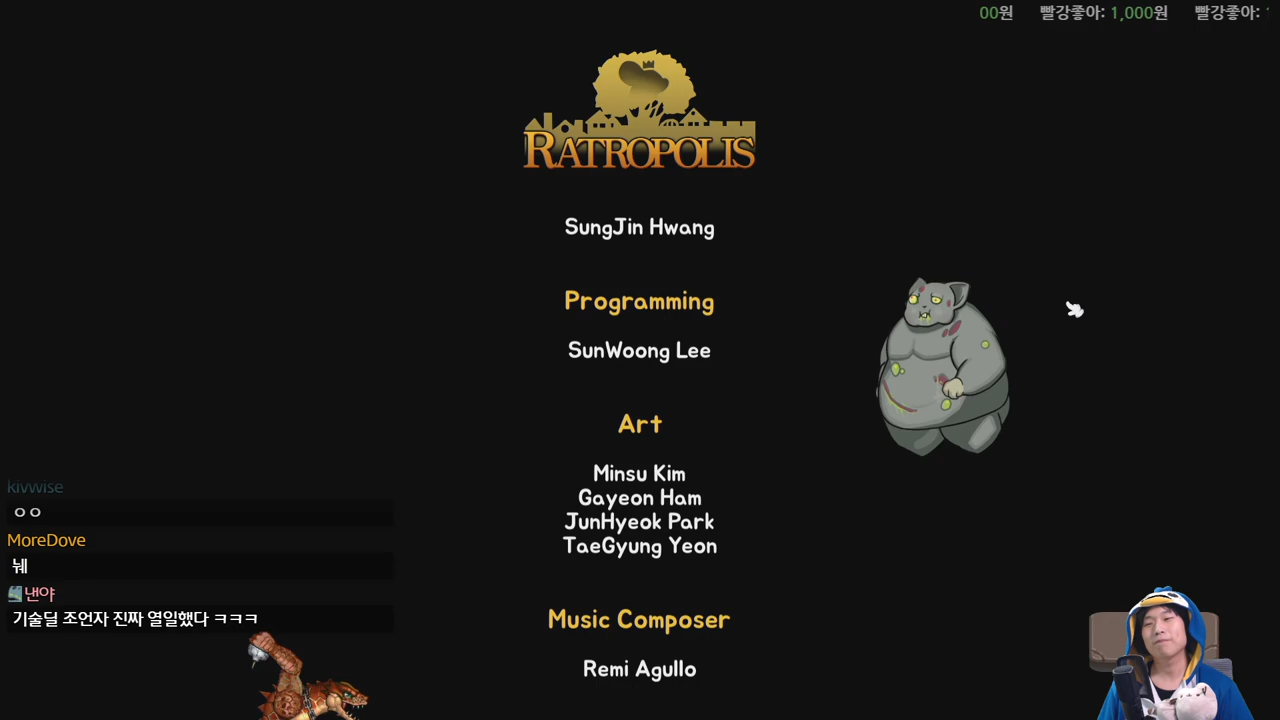 00원 빨강좋아: 1,000원 빨강좋아:
RATROPOLIS
SungJin Hwang
Programming
SunWoong Lee
Art
Minsu Kim
Gayeon Ham
JunHyeok Park
TaeGyung Yeon
Music Composer
Remi Agullo
kivwise
ㅇㅇ
MoreDove
눼
낸야
기술딜 조언자 진짜 열일했다 ㅋㅋㅋ